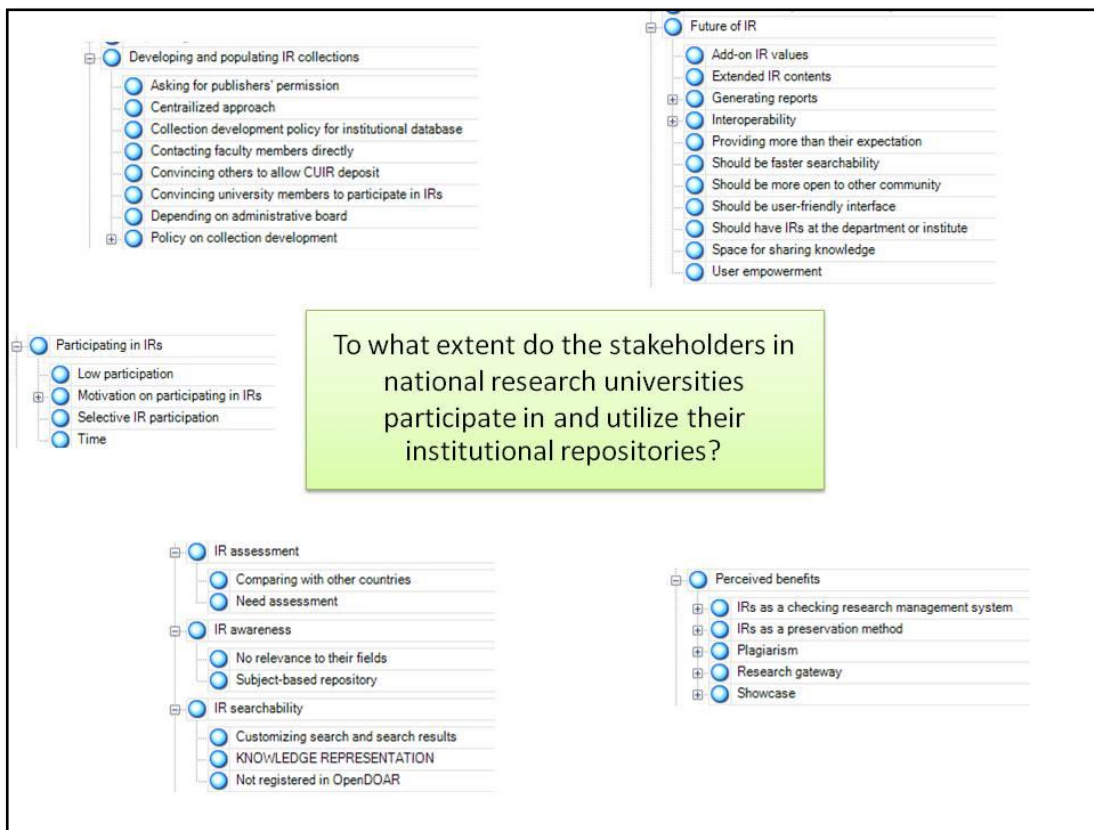 Developing and populating IR collections
Asking for publishers' permission
Centrailized approach
Collection development policy for institutional database
Contacting faculty members directly
Convincing others to allow CUIR deposit
Convincing university members to participate in IRs
Depending on administrative board
Policy on collection development
Future of IR
Add-on IR values
Extended IR contents
Generating reports
Interoperability
Providing more than their expectation
Should be faster searchability
Should be more open to other community
Should be user-friendly interface
Should have IRs at the department or institute
Space for sharing knowledge
User empowerment
Participating in IRs
Low participation
Motivation on participating in IRs
Selective IR participation
Time
To what extent do the stakeholders in
national research universities
participate in and utilize their
institutional repositories?
IR assessment
Comparing with other countries
Need assessment
IR awareness
No relevance to their fields
Subject-based repository
IR searchability
Customizing search and search results
KNOWLEDGE REPRESENTATION
Not registered in OpenDOAR
Perceived benefits
IRs as a checking research management system
IRs as a preservation method
Plagiarism
Research gateway
Showcase